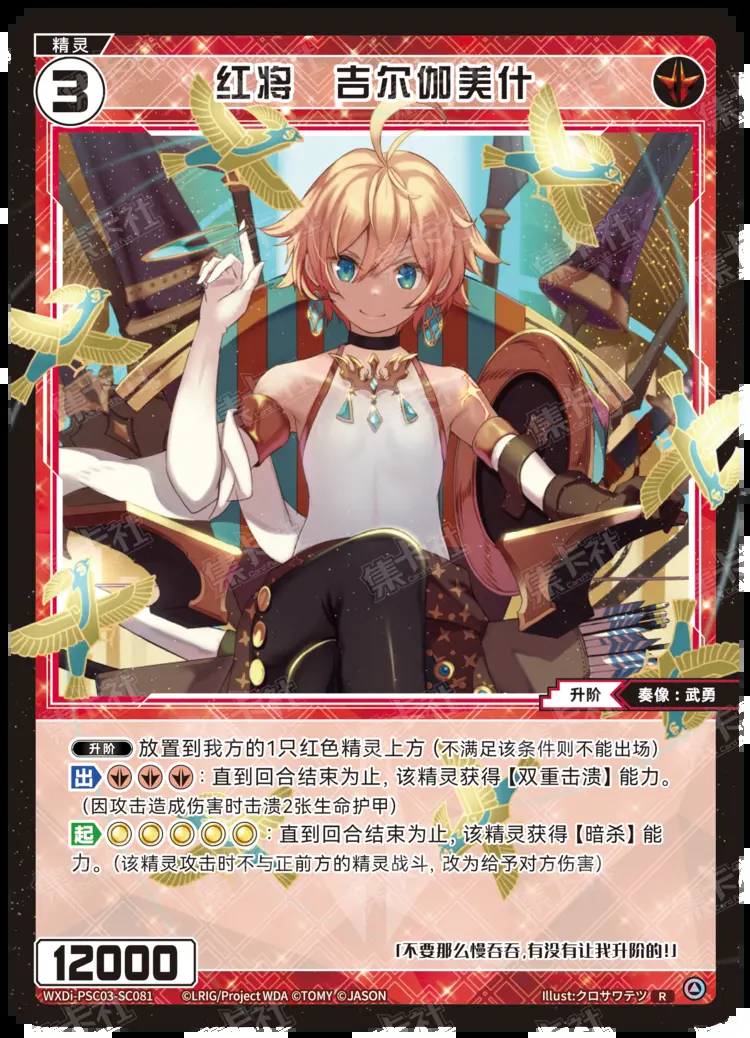 精灵
3
红将 吉尔伽美什
升阶
奏像:武勇
升阶 放置到我方的1只红色精灵上方(不满足该条件则不能出场)
出 : 直到回合结束为止,该精灵获得【双重击溃】能力。
(因攻击造成伤害时击溃2张生命护甲)
起 : 直到回合结束为止,该精灵获得【暗杀】能
力。(该精灵攻击时不与正前方的精灵战斗,改为给予对方伤害)
「不要那么慢吞吞,有没有让我升阶的!」
12000
WXDi-PSC03-SC081 ©LRIG/Project WDA ©TOMY ©JASON Illust:クロサワテツ R
集卡社